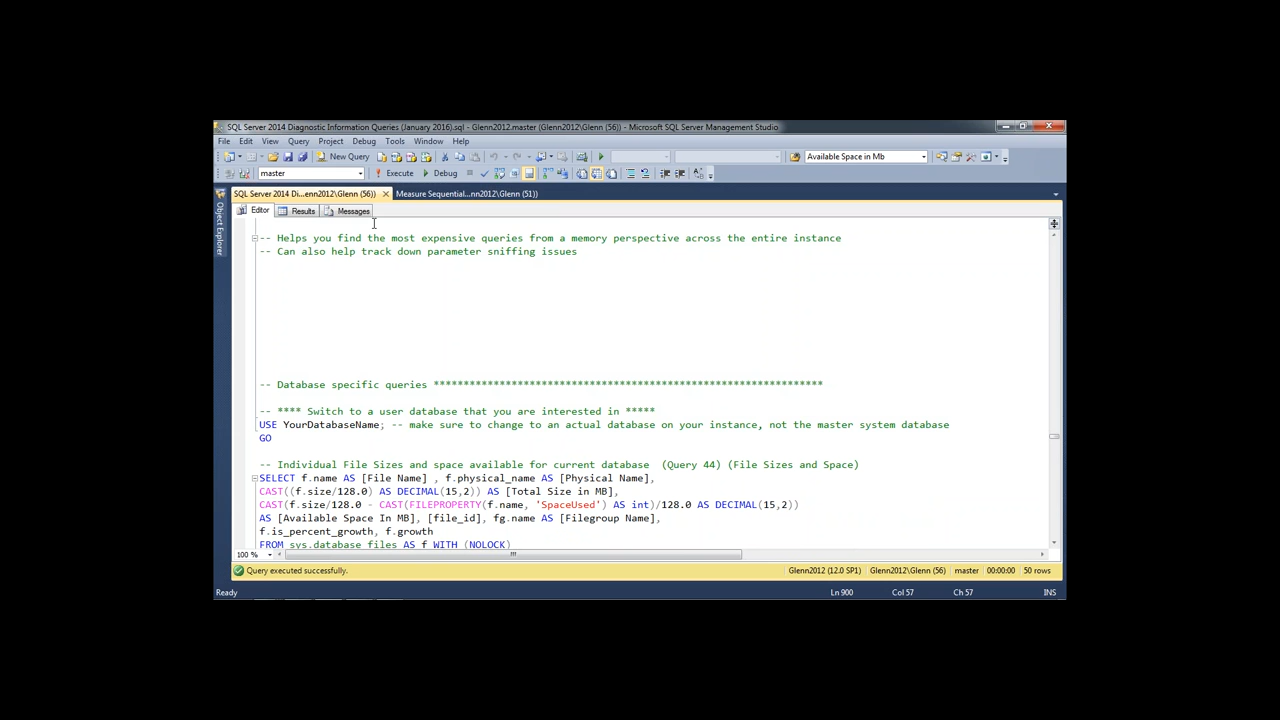 SQL Server 2014 Diagnostic Information Queries (January 2016).sql - Glenn2012.master (Glenn2012\Glenn (56)) - Microsoft SQL Server Management Studio
File Edit View Query Project Debug Tools Window Help
New Query Available Space in Mb
master Execute Debug
SQL Server 2014 Di...enn2012\Glenn (56)) Measure Sequential...nn2012\Glenn (51))
Object Explorer
Editor Results Messages
-- Helps you find the most expensive queries from a memory perspective across the entire instance
-- Can also help track down parameter sniffing issues
-- Database specific queries *****************************************************************
-- **** Switch to a user database that you are interested in *****
USE YourDatabaseName; -- make sure to change to an actual database on your instance, not the master system database
GO
-- Individual File Sizes and space available for current database  (Query 44) (File Sizes and Space)
SELECT f.name AS [File Name] , f.physical_name AS [Physical Name],
CAST((f.size/128.0) AS DECIMAL(15,2)) AS [Total Size in MB],
CAST(f.size/128.0 - CAST(FILEPROPERTY(f.name, 'SpaceUsed') AS int)/128.0 AS DECIMAL(15,2))
AS [Available Space In MB], [file_id], fg.name AS [Filegroup Name],
f.is_percent_growth, f.growth
FROM sys.database_files AS f WITH (NOLOCK)
100 %
Query executed successfully. Glenn2012 (12.0 SP1) Glenn2012\Glenn (56) master 00:00:00 50 rows
Ready Ln 900 Col 57 Ch 57 INS